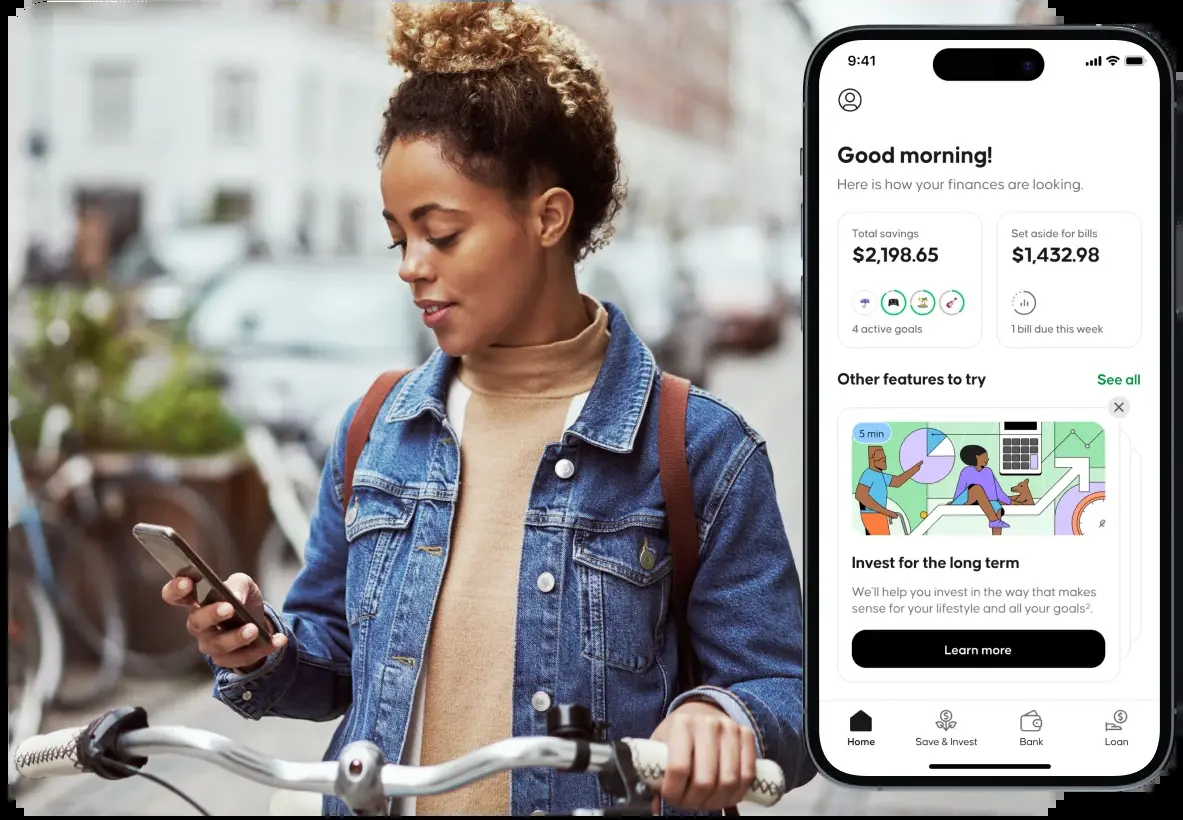 9:41
Good morning!
Here is how your finances are looking.
Total savings
$2,198.65
4 active goals
Set aside for bills
$1,432.98
1 bill due this week
Other features to try
See all
5 min
Invest for the long term
We'll help you invest in the way that makes
sense for your lifestyle and all your goals².
Learn more
Home
Save & Invest
Bank
Loan